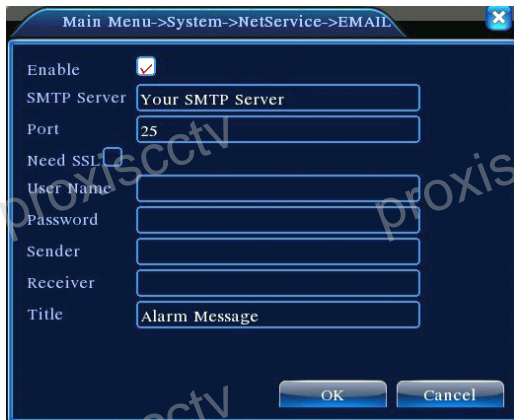 Main Menu->System->NetService->EMAIL
Enable
SMTP Server Your SMTP Server
Port 25
Need SSL
User Name
Password
Sender
Receiver
Title Alarm Message
OK Cancel
proxiscctv
proxis
cctv